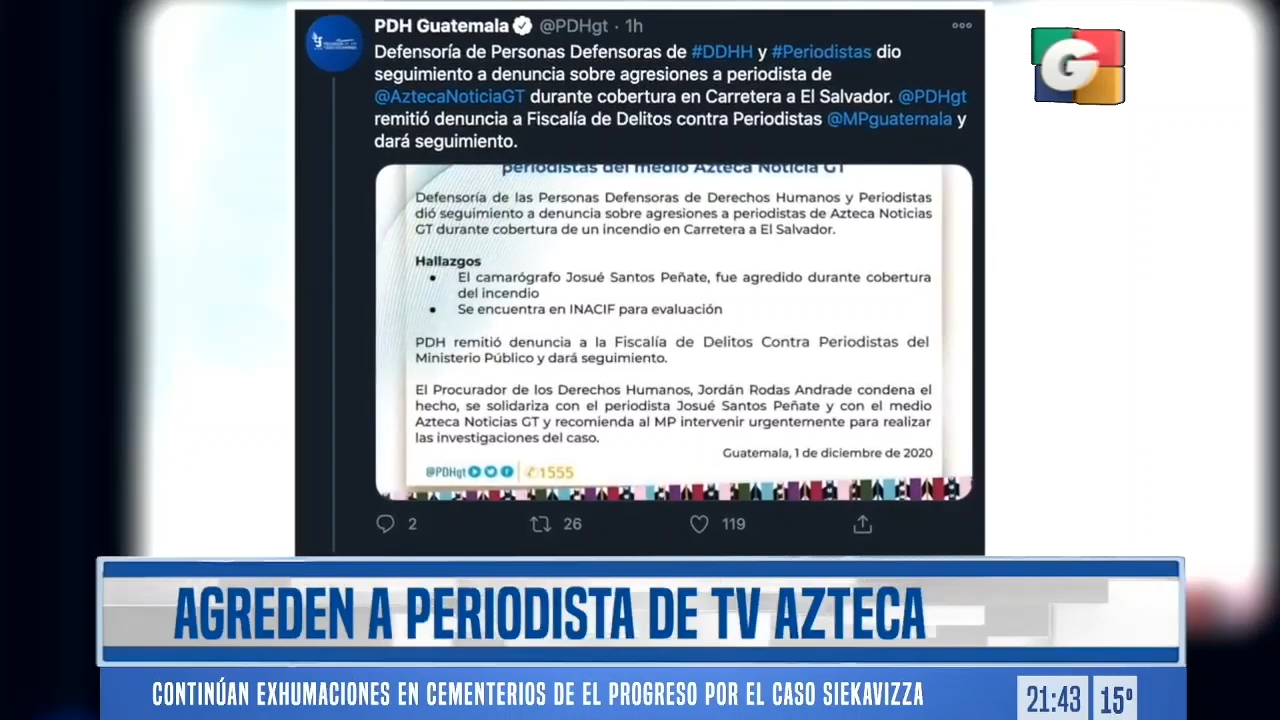 PDH Guatemala @PDHgt · 1h
Defensoría de Personas Defensoras de #DDHH y #Periodistas dio
seguimiento a denuncia sobre agresiones a periodista de
@AztecaNoticiaGT durante cobertura en Carretera a El Salvador. @PDHgt
remitió denuncia a Fiscalía de Delitos contra Periodistas @MPguatemala y
dará seguimiento.
G
periodistas del medio Azteca Noticia GT
Defensoría de las Personas Defensoras de Derechos Humanos y Periodistas
dió seguimiento a denuncia sobre agresiones a periodistas de Azteca Noticias
GT durante cobertura de un incendio en Carretera a El Salvador.
Hallazgos
• El camarógrafo Josué Santos Peñate, fue agredido durante cobertura
del incendio
• Se encuentra en INACIF para evaluación
PDH remitió denuncia a la Fiscalía de Delitos Contra Periodistas del
Ministerio Público y dará seguimiento.
El Procurador de los Derechos Humanos, Jordán Rodas Andrade condena el
hecho, se solidariza con el periodista Josué Santos Peñate y con el medio
Azteca Noticias GT y recomienda al MP intervenir urgentemente para realizar
las investigaciones del caso.
Guatemala, 1 de diciembre de 2020
@PDHgt 1555
2 26 119
AGREDEN A PERIODISTA DE TV AZTECA
CONTINÚAN EXHUMACIONES EN CEMENTERIOS DE EL PROGRESO POR EL CASO SIEKAVIZZA
21:43 15°